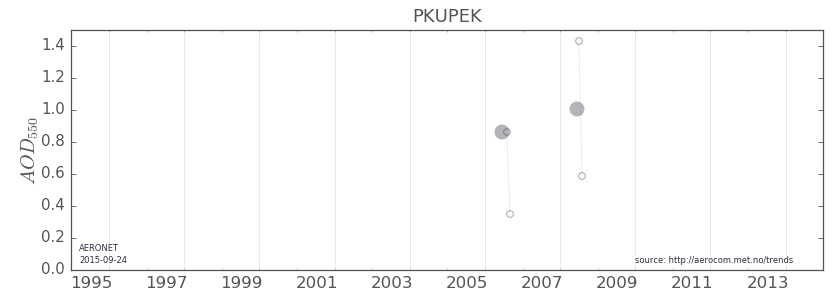 PKUPEK
1.4
1.2
1.0
0.8
0.6
0.4
0.2
0.0
AOD550
AERONET
2015-09-24
source: http://aerocom.met.no/trends
1995 1997 1999 2001 2003 2005 2007 2009 2011 2013